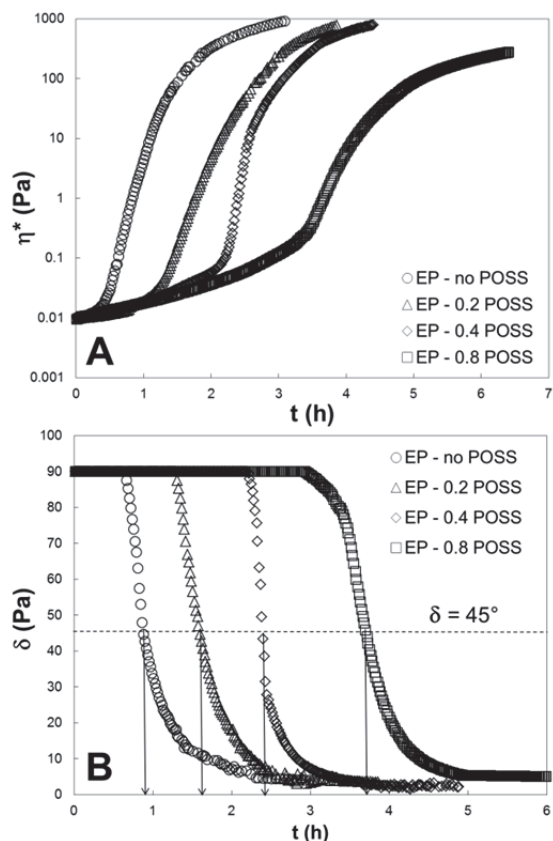 1000
100
10
1
0.1
0.01
0.001
η* (Pa)
A
EP - no POSS
EP - 0.2 POSS
EP - 0.4 POSS
EP - 0.8 POSS
0 1 2 3 4 5 6 7
t (h)
100
90
80
70
60
50
40
30
20
10
0
δ (Pa)
EP - no POSS
EP - 0.2 POSS
EP - 0.4 POSS
EP - 0.8 POSS
δ = 45°
B
0 1 2 3 4 5 6
t (h)